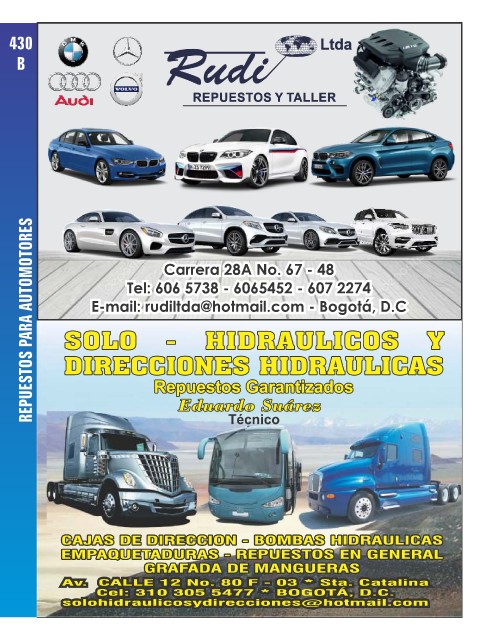 430
B
REPUESTOS PARA AUTOMOTORES
BMW
Audi
VOLVO
Rudi Ltda
REPUESTOS Y TALLER
Carrera 28A No. 67 - 48
Tel: 606 5738 - 6065452 - 607 2274
E-mail: rudiltda@hotmail.com - Bogotá, D.C
SOLO - HIDRAULICOS Y
DIRECCIONES HIDRAULICAS
Repuestos Garantizados
Eduardo Suárez
Técnico
CAJAS DE DIRECCION - BOMBAS HIDRAULICAS
EMPAQUETADURAS - REPUESTOS EN GENERAL
GRAFADA DE MANGUERAS
Av. CALLE 12 No. 80 F - 03 * Sta. Catalina
Cel: 310 305 5477 * BOGOTÁ, D.C.
solohidraulicosydirecciones@hotmail.com